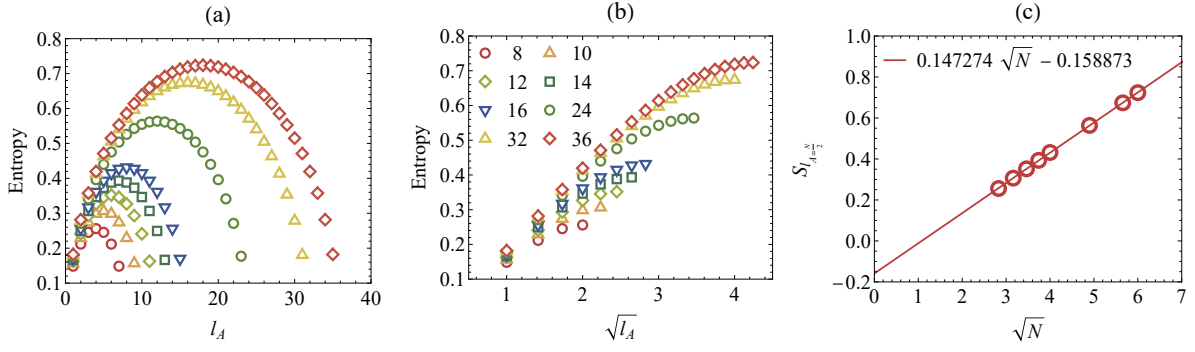 (a)
Entropy
0.8
0.7
0.6
0.5
0.4
0.3
0.2
0.1
0 10 20 30 40
l_A
(b)
Entropy
0.8
0.7
0.6
0.5
0.4
0.3
0.2
0.1
8 10
12 14
16 24
32 36
1 2 3 4
√l_A
(c)
S_{l_{A=\frac{N}{2}}}
1.0
0.8
0.6
0.4
0.2
0.0
−0.2
0.147274 √N − 0.158873
0 1 2 3 4 5 6 7
√N